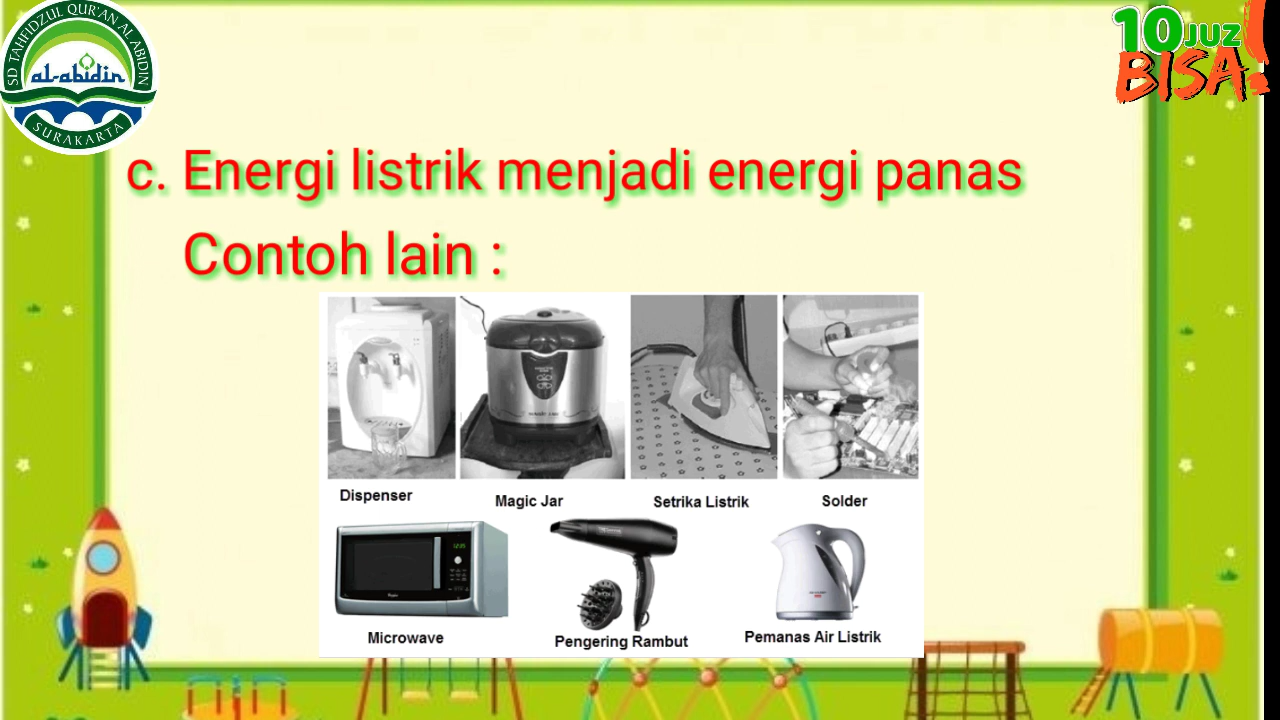 SD TAHFIDZUL QUR'AN AL ABIDIN
al-abidin
SURAKARTA
10 JUZ
BISA!
c. Energi listrik menjadi energi panas
Contoh lain :
Dispenser
Magic Jar
Setrika Listrik
Solder
Microwave
Pengering Rambut
Pemanas Air Listrik